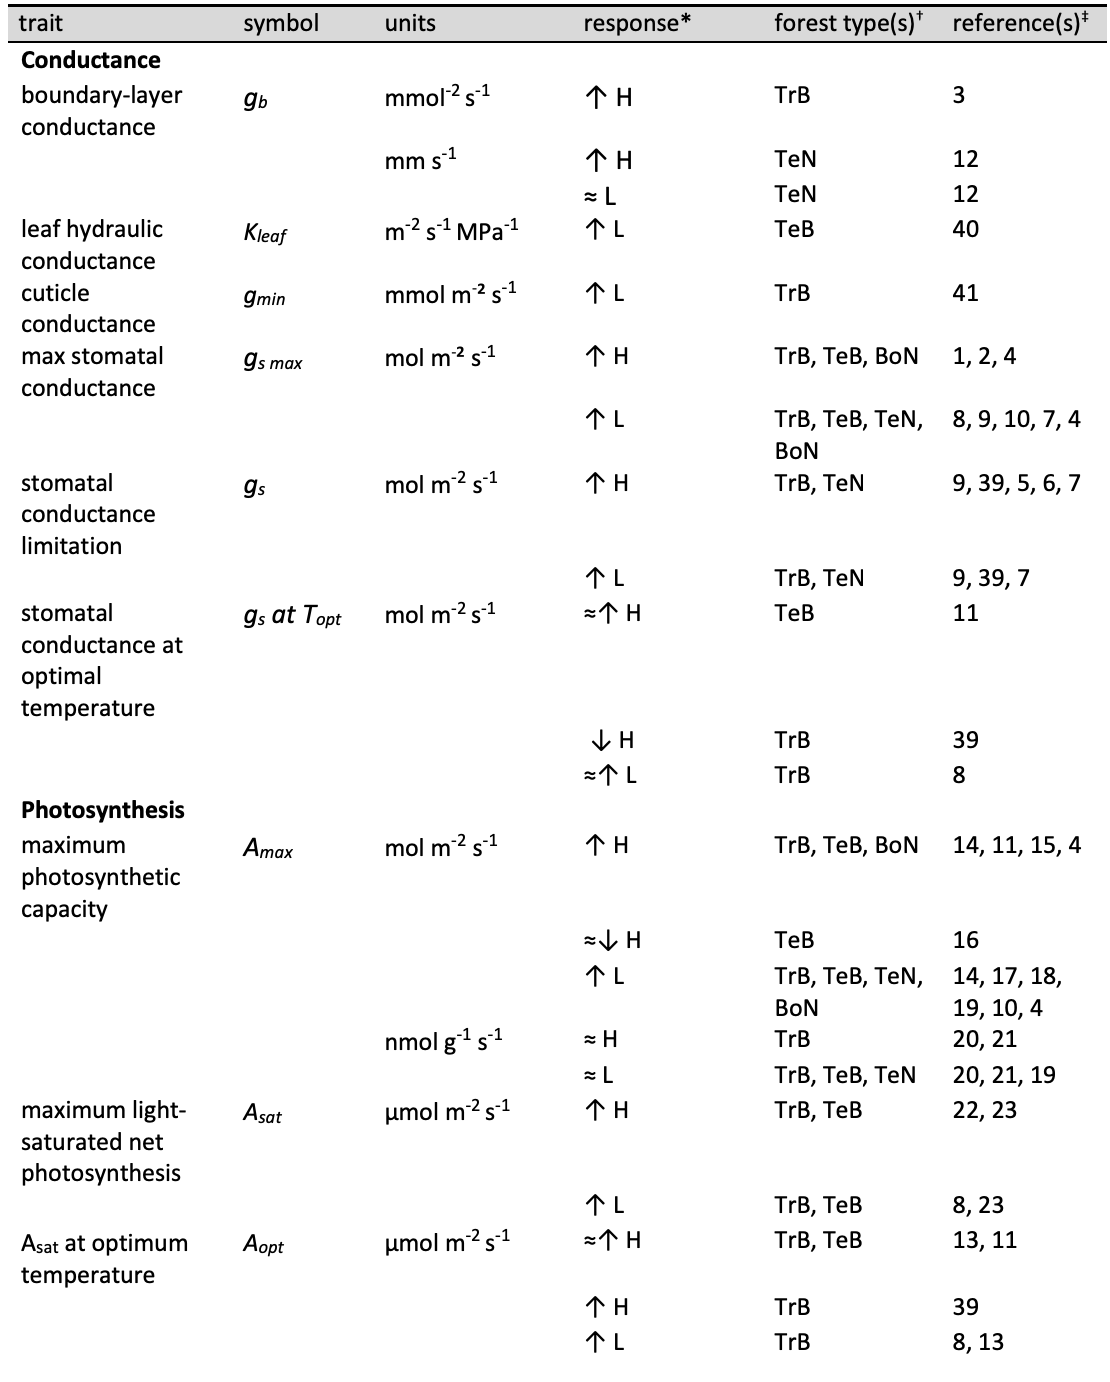 trait symbol units response* forest type(s)† reference(s)‡
Conductance
boundary-layer gb mmol-2 s-1 ↑ H TrB 3
conductance
mm s-1 ↑ H TeN 12
≈ L TeN 12
leaf hydraulic Kleaf m-2 s-1 MPa-1 ↑ L TeB 40
conductance
cuticle gmin mmol m-2 s-1 ↑ L TrB 41
conductance
max stomatal gs max mol m-2 s-1 ↑ H TrB, TeB, BoN 1, 2, 4
conductance
↑ L TrB, TeB, TeN, 8, 9, 10, 7, 4
BoN
stomatal gs mol m-2 s-1 ↑ H TrB, TeN 9, 39, 5, 6, 7
conductance
limitation
↑ L TrB, TeN 9, 39, 7
stomatal gs at Topt mol m-2 s-1 ≈↑ H TeB 11
conductance at
optimal
temperature
↓ H TrB 39
≈↑ L TrB 8
Photosynthesis
maximum Amax mol m-2 s-1 ↑ H TrB, TeB, BoN 14, 11, 15, 4
photosynthetic
capacity
≈↓ H TeB 16
↑ L TrB, TeB, TeN, 14, 17, 18,
BoN 19, 10, 4
nmol g-1 s-1 ≈ H TrB 20, 21
≈ L TrB, TeB, TeN 20, 21, 19
maximum light- Asat µmol m-2 s-1 ↑ H TrB, TeB 22, 23
saturated net
photosynthesis
↑ L TrB, TeB 8, 23
Asat at optimum Aopt µmol m-2 s-1 ≈↑ H TrB, TeB 13, 11
temperature
↑ H TrB 39
↑ L TrB 8, 13